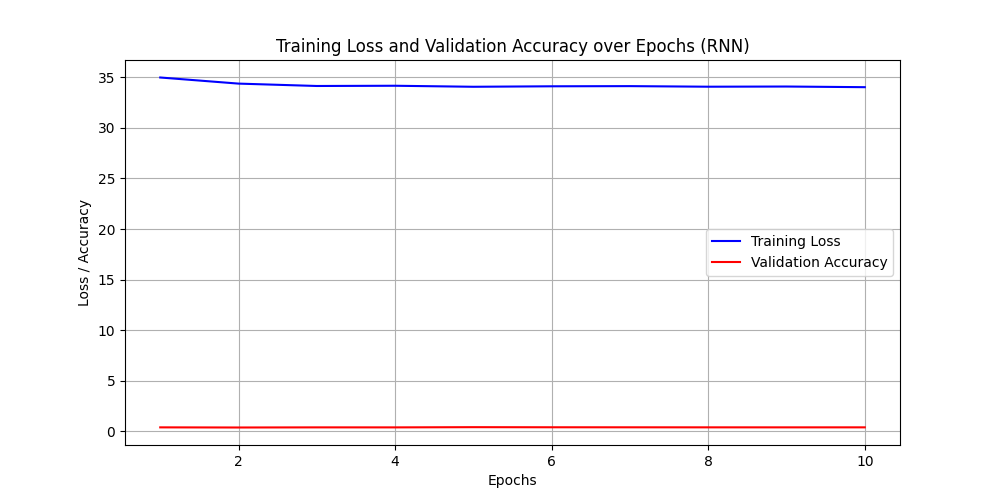 Training Loss and Validation Accuracy over Epochs (RNN)
35
30
25
20
15
10
5
0
Loss / Accuracy
Training Loss
Validation Accuracy
2
4
6
8
10
Epochs